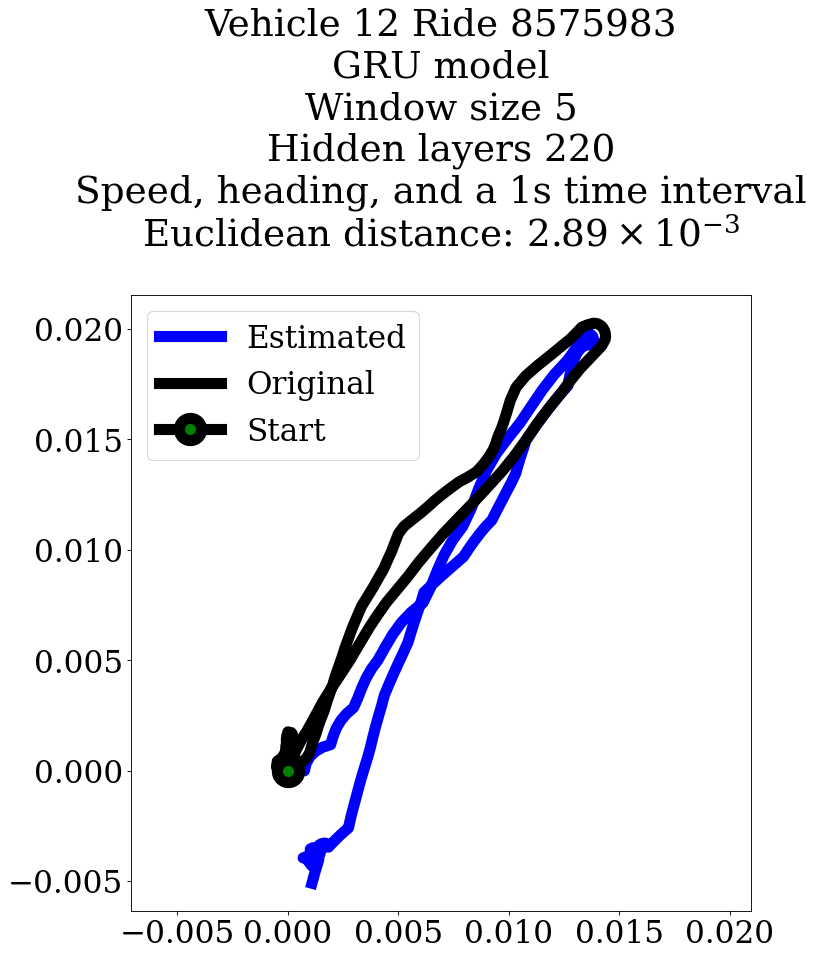 Vehicle 12 Ride 8575983
GRU model
Window size 5
Hidden layers 220
Speed, heading, and a 1s time interval
Euclidean distance: 2.89 × 10⁻³
Estimated
Original
Start
0.020
0.015
0.010
0.005
0.000
−0.005
−0.005 0.000 0.005 0.010 0.015 0.020